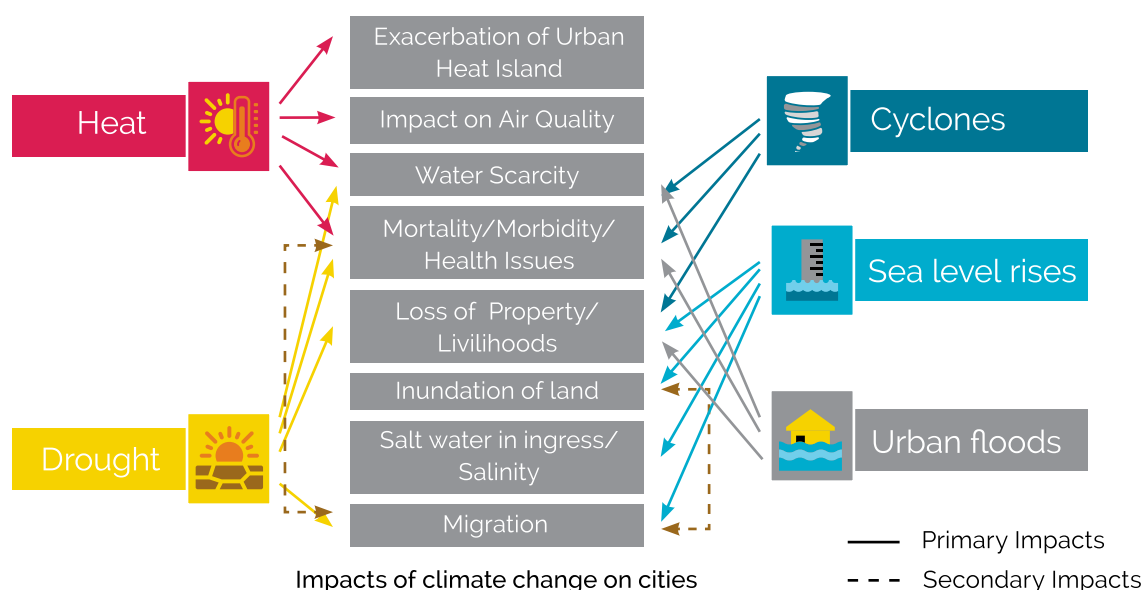 Heat
Drought
Exacerbation of Urban
Heat Island
Impact on Air Quality
Water Scarcity
Mortality/Morbidity/
Health Issues
Loss of Property/
Livilihoods
Inundation of land
Salt water in ingress/
Salinity
Migration
Cyclones
Sea level rises
Urban floods
Primary Impacts
Secondary Impacts
Impacts of climate change on cities